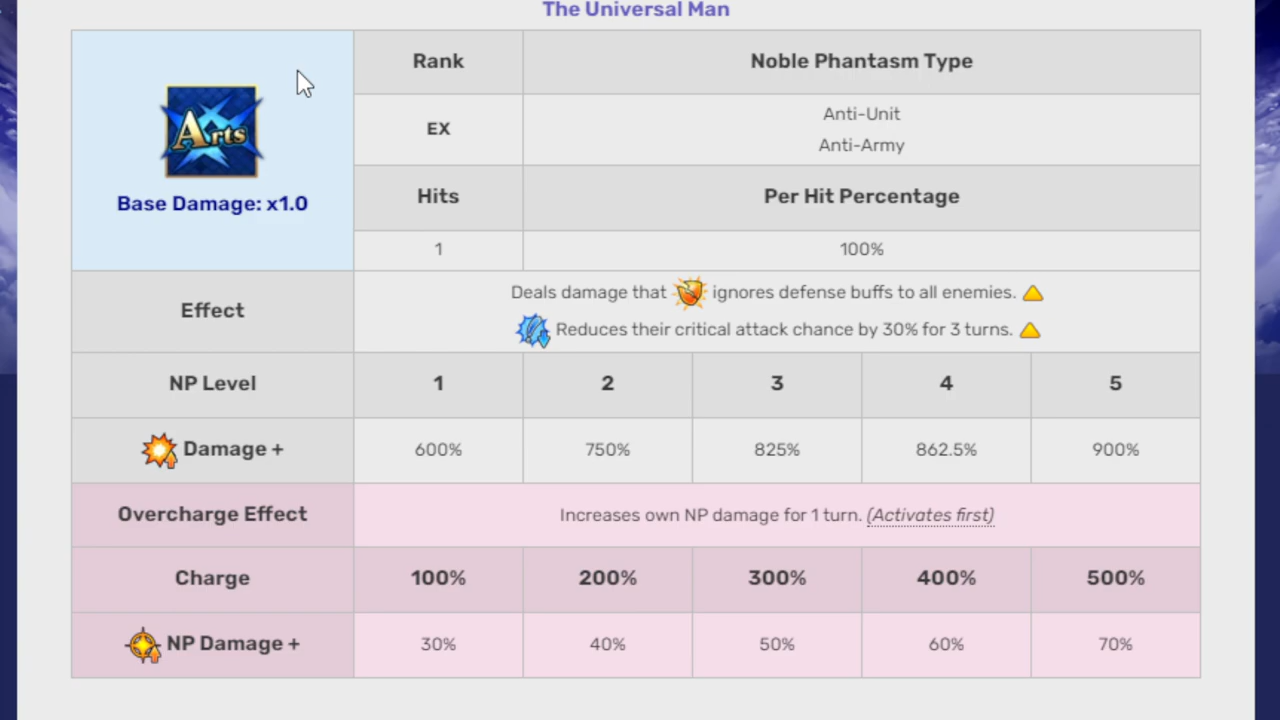 The Universal Man
Rank
Noble Phantasm Type
Arts
Base Damage: x1.0
EX
Anti-Unit
Anti-Army
Hits
Per Hit Percentage
1
100%
Effect
Deals damage that ignores defense buffs to all enemies.
Reduces their critical attack chance by 30% for 3 turns.
NP Level
1
2
3
4
5
Damage +
600%
750%
825%
862.5%
900%
Overcharge Effect
Increases own NP damage for 1 turn. (Activates first)
Charge
100%
200%
300%
400%
500%
NP Damage +
30%
40%
50%
60%
70%